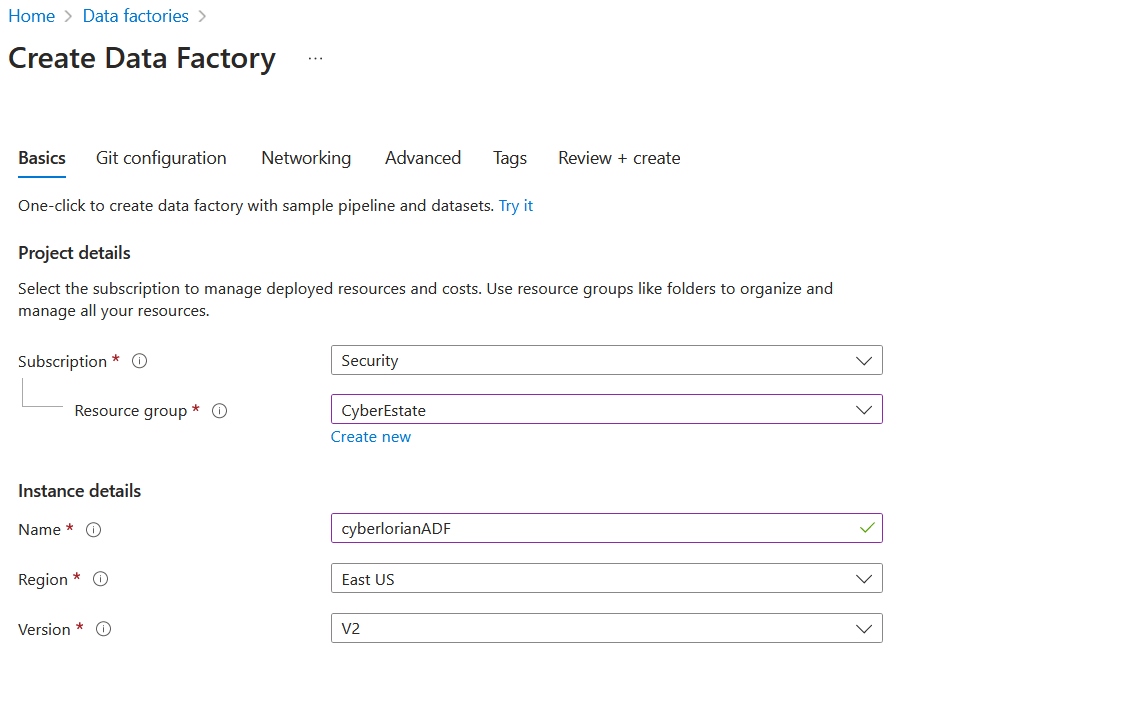 Home > Data factories >
Create Data Factory ...
Basics Git configuration Networking Advanced Tags Review + create
One-click to create data factory with sample pipeline and datasets. Try it
Project details
Select the subscription to manage deployed resources and costs. Use resource groups like folders to organize and
manage all your resources.
Subscription * Security
Resource group * CyberEstate
Create new
Instance details
Name * cyberlorianADF
Region * East US
Version * V2